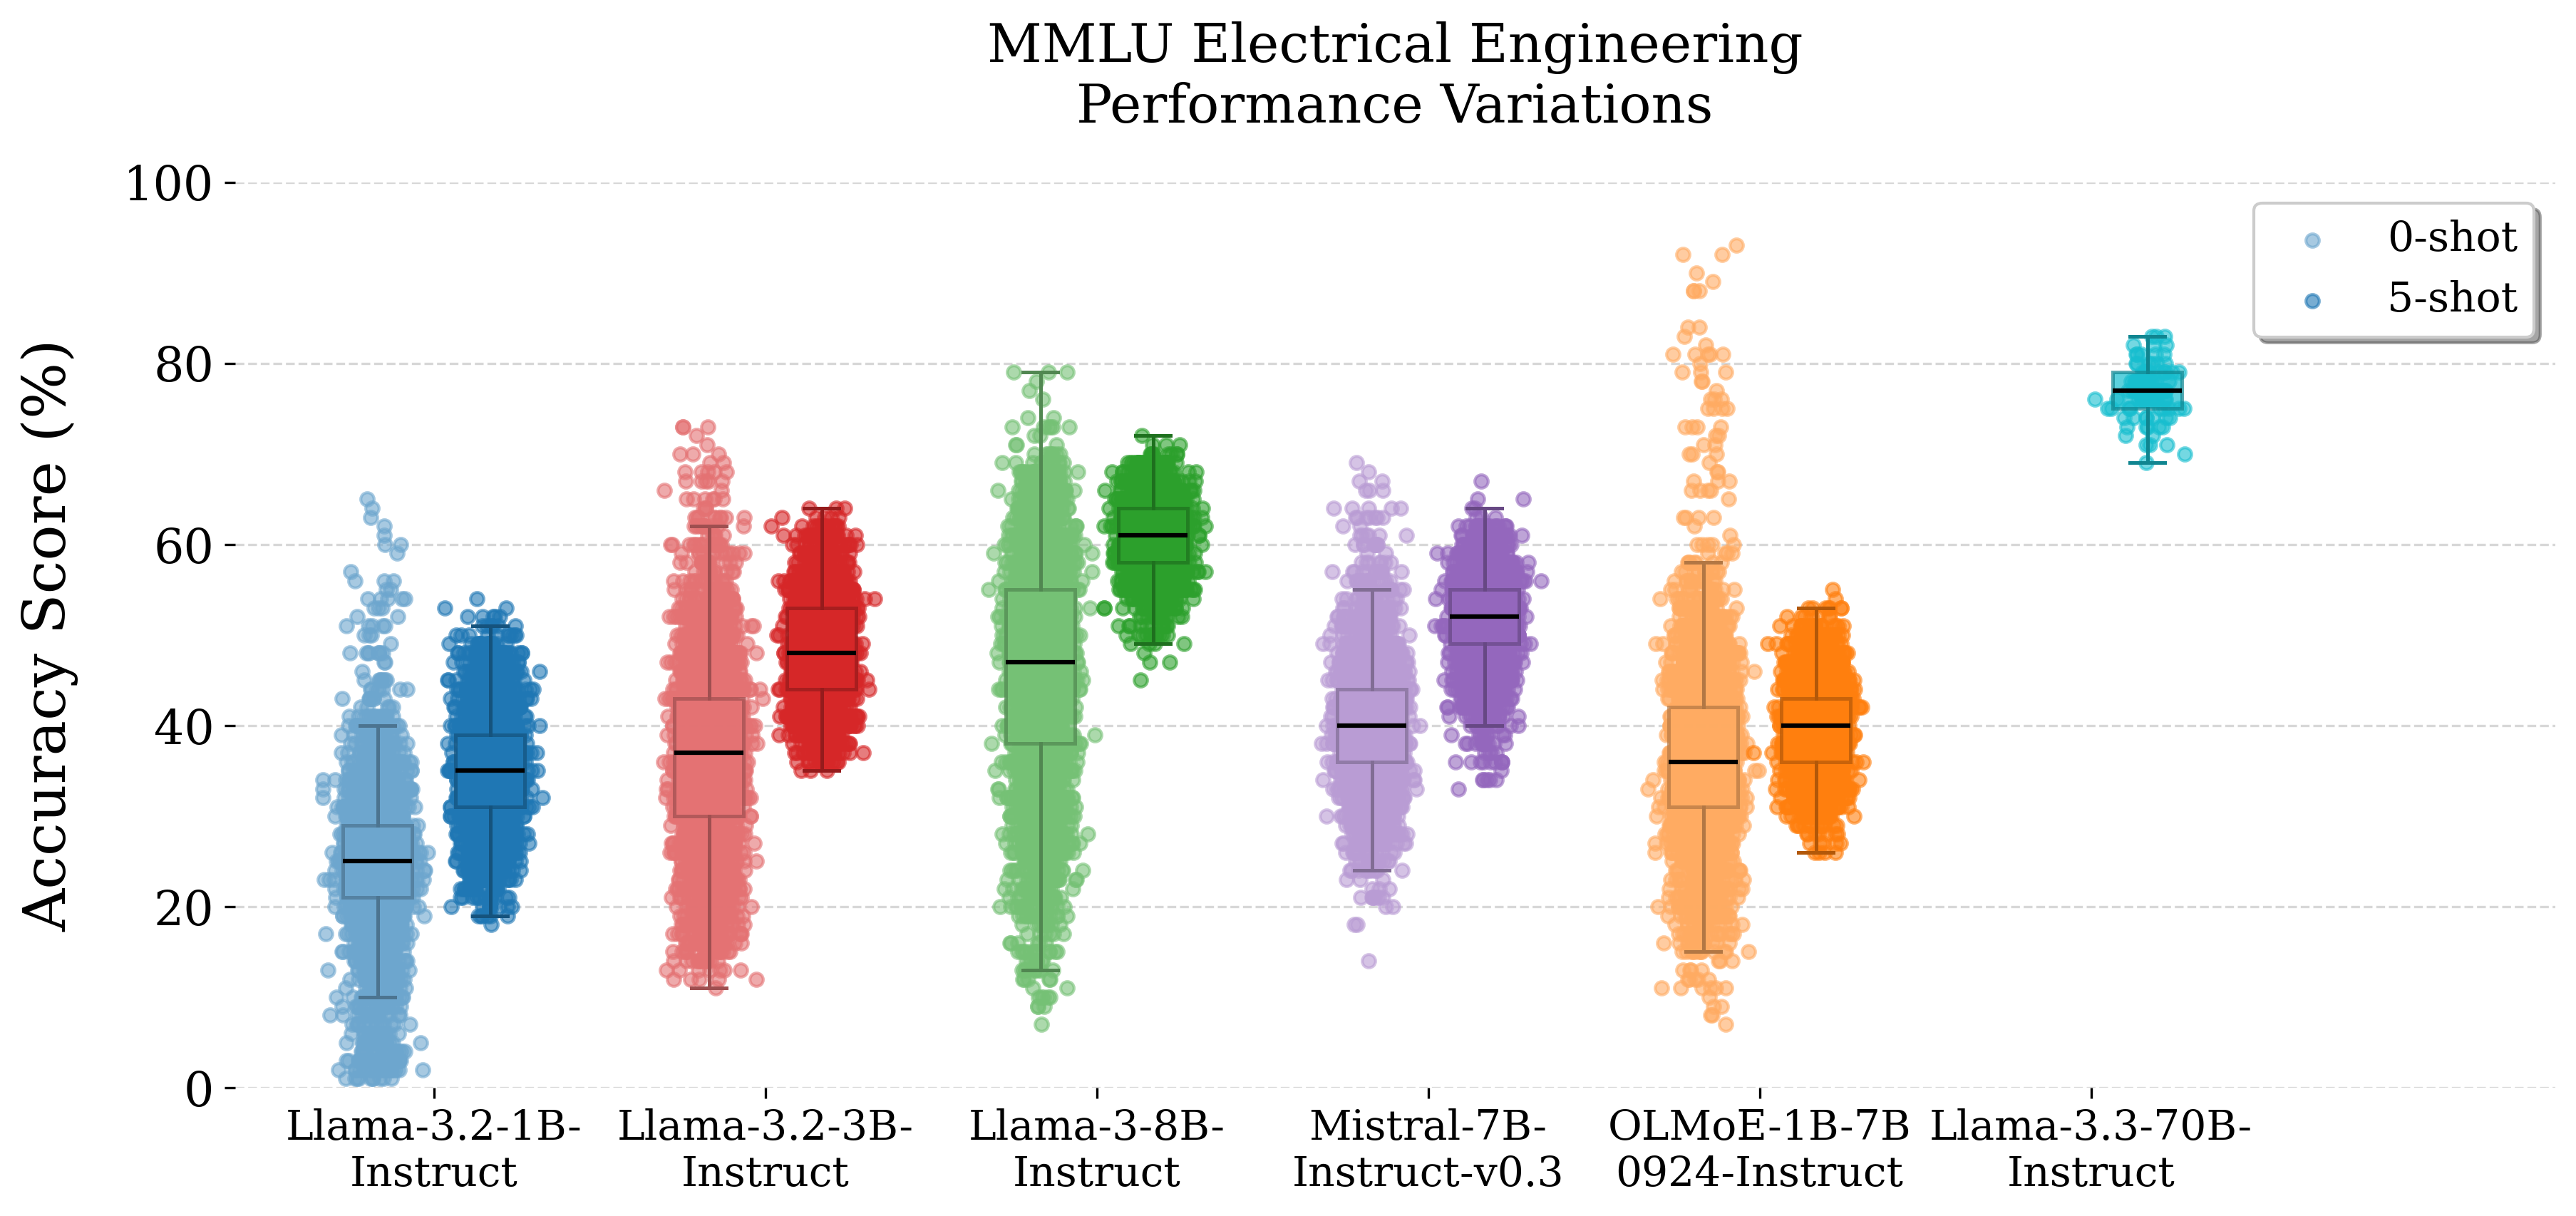 MMLU Electrical Engineering
Performance Variations
Accuracy Score (%)
100
80
60
40
20
0
0-shot
5-shot
Llama-3.2-1B-
Instruct
Llama-3.2-3B-
Instruct
Llama-3-8B-
Instruct
Mistral-7B-
Instruct-v0.3
OLMoE-1B-7B
0924-Instruct
Llama-3.3-70B-
Instruct